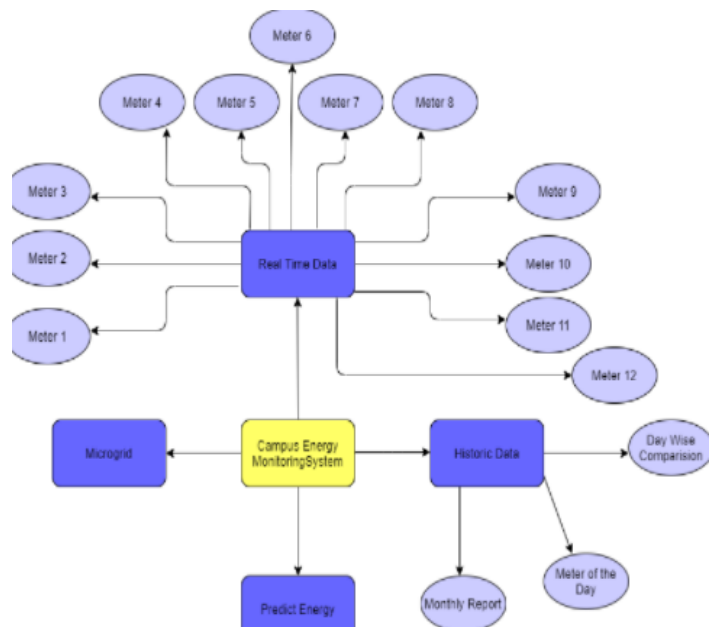 Meter 6
Meter 4
Meter 5
Meter 7
Meter 8
Meter 3
Meter 9
Meter 2
Real Time Data
Meter 10
Meter 1
Meter 11
Meter 12
Microgrid
Campus Energy
MonitoringSystem
Historic Data
Day Wise
Comparision
Predict Energy
Monthly Report
Meter of the
Day